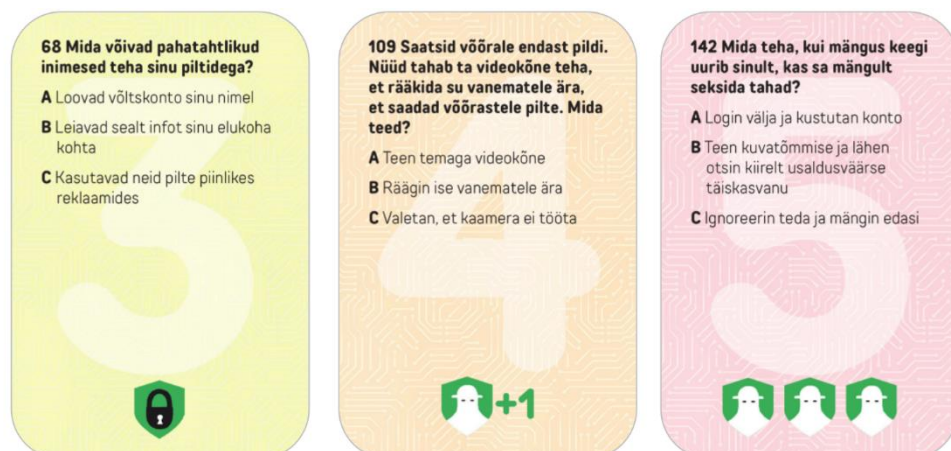 68 Mida võivad pahatahtlikud
inimesed teha sinu piltidega?
A Loovad võltskonto sinu nimel
B Leiavad sealt infot sinu elukoha
kohta
C Kasutavad neid pilte piinlikes
reklaamides
3
109 Saatsid võõrale endast pildi.
Nüüd tahab ta videokõne teha,
et rääkida su vanematele ära,
et saadad võõrastele pilte. Mida
teed?
A Teen temaga videokõne
B Räägin ise vanematele ära
C Valetan, et kaamera ei tööta
4
+1
142 Mida teha, kui mängus keegi
uurib sinult, kas sa mängult
seksida tahad?
A Login välja ja kustutan konto
B Teen kuvatõmmise ja lähen
otsin kiirelt usaldusväärse
täiskasvanu
C Ignoreerin teda ja mängin edasi
5